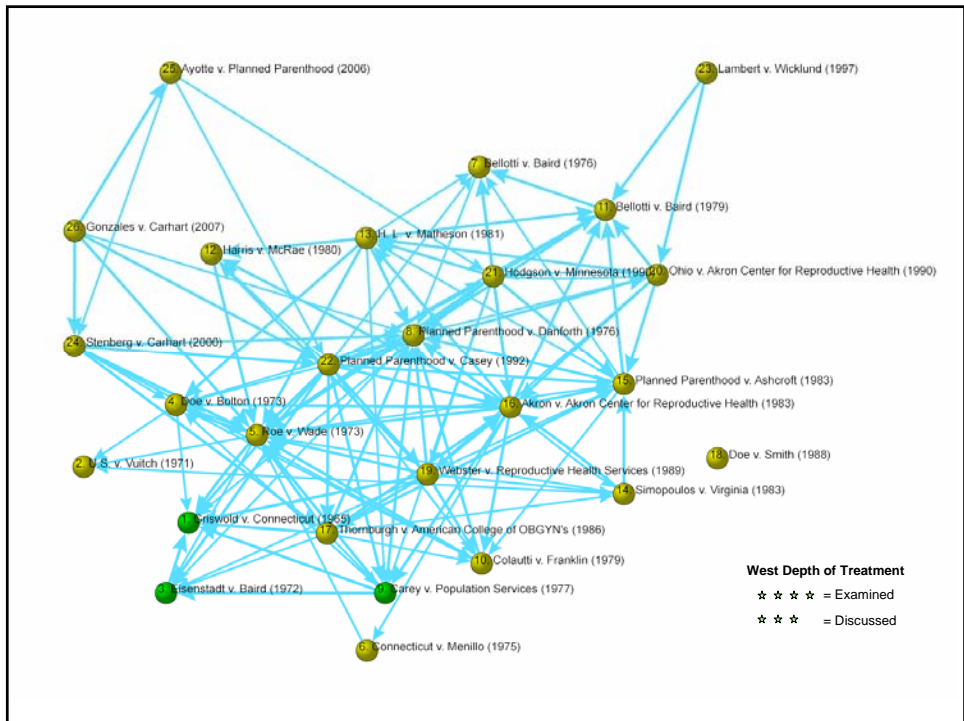 25. Ayotte v. Planned Parenthood (2006)
23. Lambert v. Wicklund (1997)
7. Bellotti v. Baird (1976)
11. Bellotti v. Baird (1979)
26. Gonzales v. Carhart (2007)
13. H. L. v. Matheson (1981)
12. Harris v. McRae (1980)
21. Hodgson v. Minnesota (1990)
20. Ohio v. Akron Center for Reproductive Health (1990)
8. Planned Parenthood v. Danforth (1976)
24. Stenberg v. Carhart (2000)
22. Planned Parenthood v. Casey (1992)
15. Planned Parenthood v. Ashcroft (1983)
4. Doe v. Bolton (1973)
16. Akron v. Akron Center for Reproductive Health (1983)
5. Roe v. Wade (1973)
18. Doe v. Smith (1988)
2. U.S. v. Vuitch (1971)
19. Webster v. Reproductive Health Services (1989)
14. Simopoulos v. Virginia (1983)
1. Griswold v. Connecticut (1965)
17. Thornburgh v. American College of OBGYN's (1986)
10. Colautti v. Franklin (1979)
West Depth of Treatment
3. Eisenstadt v. Baird (1972)
9. Carey v. Population Services (1977)
☆ ☆ ☆ ☆ = Examined
☆ ☆ ☆ = Discussed
6. Connecticut v. Menillo (1975)